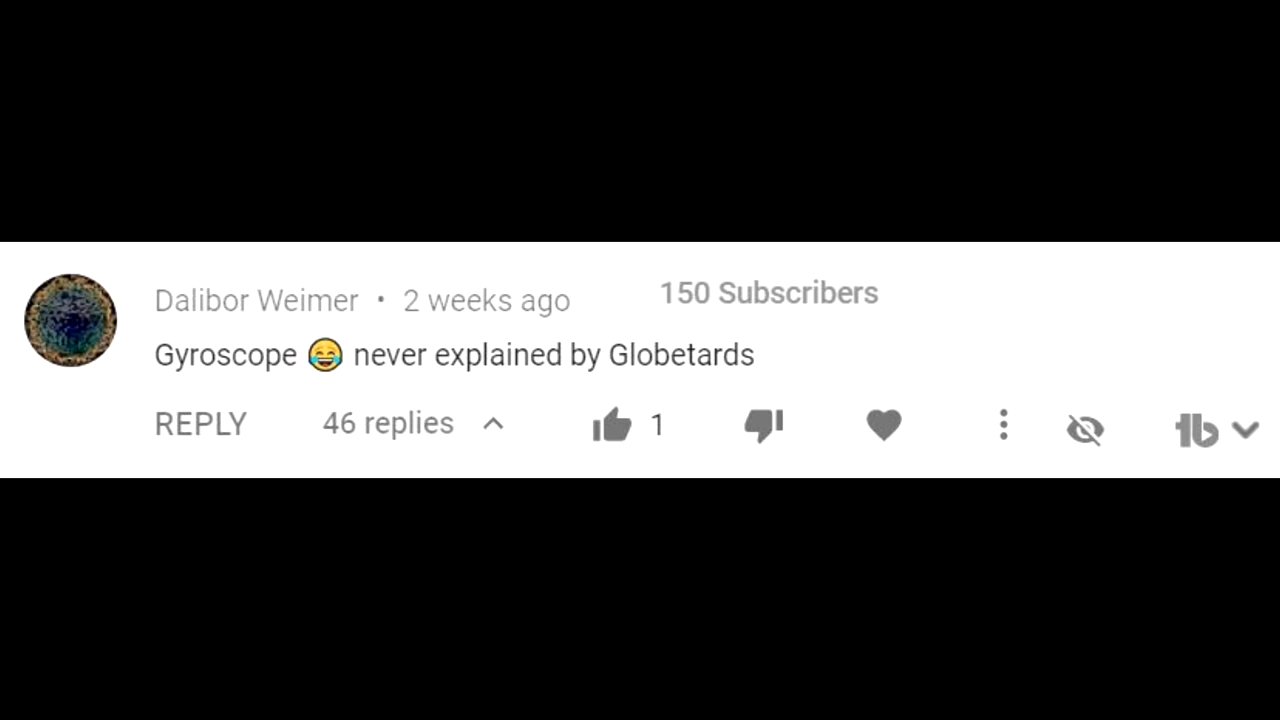 Dalibor Weimer • 2 weeks ago 150 Subscribers
Gyroscope 😂 never explained by Globetards
REPLY 46 replies 1